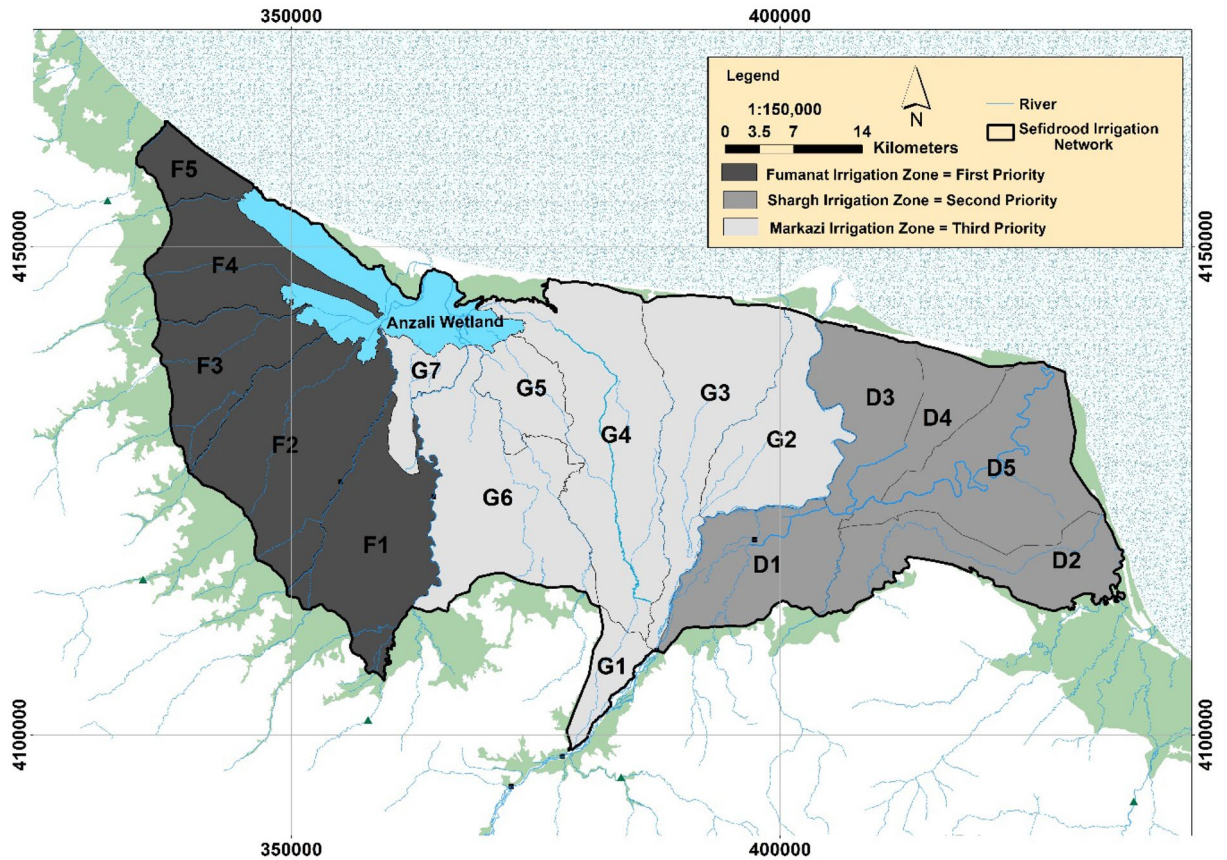 350000
400000
Legend
1:150,000
0 3.5 7 14
Kilometers
N
River
Sefidrood Irrigation
Network
Fumanat Irrigation Zone = First Priority
Shargh Irrigation Zone = Second Priority
Markazi Irrigation Zone = Third Priority
4150000
4150000
F5
F4
Anzali Wetland
F3
G7
G5
G3
D3
D4
F2
G4
G2
D5
G6
F1
D1
D2
G1
4100000
4100000
350000
400000